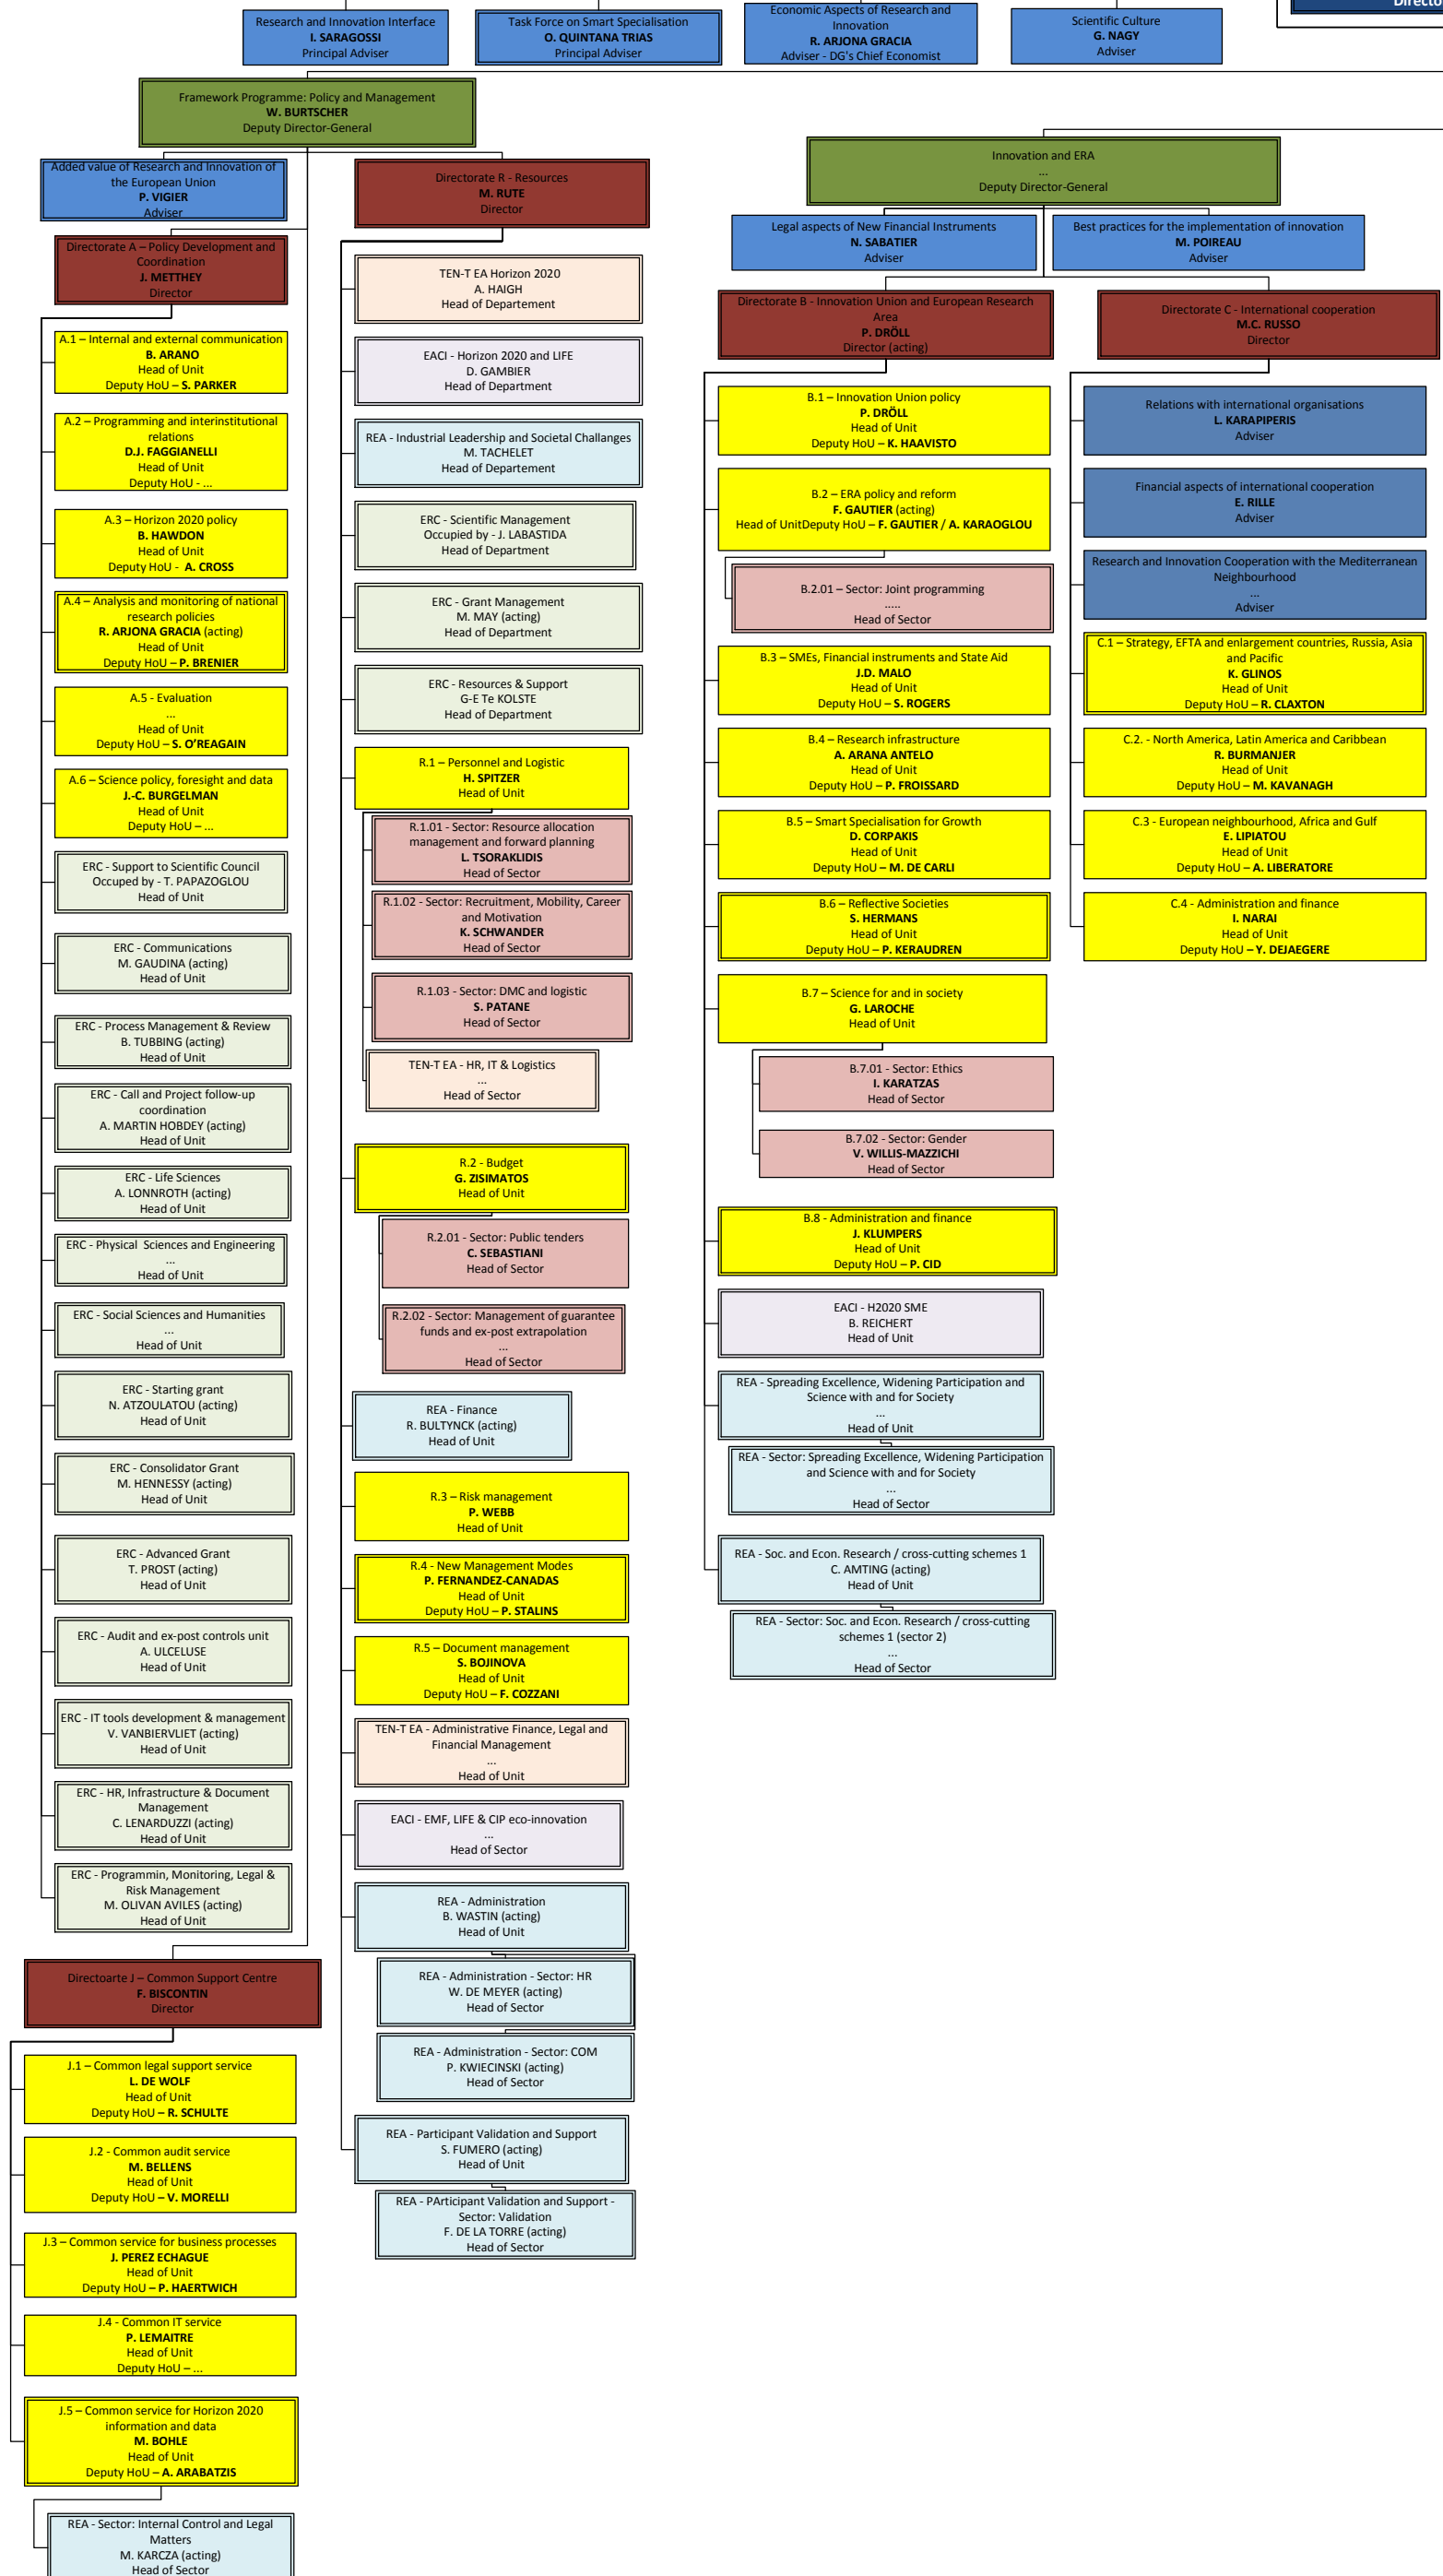 Research and Innovation Interface
I. SARAGOSSI
Principal Adviser
Task Force on Smart Specialisation
O. QUINTANA TRIAS
Principal Adviser
Economic Aspects of Research and
Innovation
R. ARJONA GRACIA
Adviser - DG's Chief Economist
Scientific Culture
G. NAGY
Adviser
Framework Programme: Policy and Management
W. BURTSCHER
Deputy Director-General
Added value of Research and Innovation of
the European Union
P. VIGIER
Adviser
Directorate A – Policy Development and
Coordination
J. METTHEY
Director
A.1 – Internal and external communication
B. ARANO
Head of Unit
Deputy HoU – S. PARKER
A.2 – Programming and interinstitutional
relations
D.J. FAGGIANELLI
Head of Unit
Deputy HoU - ...
A.3 – Horizon 2020 policy
B. HAWDON
Head of Unit
Deputy HoU - A. CROSS
A.4 – Analysis and monitoring of national
research policies
R. ARJONA GRACIA (acting)
Head of Unit
Deputy HoU – P. BRENIER
A.5 - Evaluation
...
Head of Unit
Deputy HoU – S. O'REAGAIN
A.6 – Science policy, foresight and data
J.-C. BURGELMAN
Head of Unit
Deputy HoU – ...
ERC - Support to Scientific Council
Occuped by - T. PAPAZOGLOU
Head of Unit
ERC - Communications
M. GAUDINA (acting)
Head of Unit
ERC - Process Management & Review
B. TUBBING (acting)
Head of Unit
ERC - Call and Project follow-up
coordination
A. MARTIN HOBDEY (acting)
Head of Unit
ERC - Life Sciences
A. LONNROTH (acting)
Head of Unit
ERC - Physical Sciences and Engineering
...
Head of Unit
ERC - Social Sciences and Humanities
...
Head of Unit
ERC - Starting grant
N. ATZOULATOU (acting)
Head of Unit
ERC - Consolidator Grant
M. HENNESSY (acting)
Head of Unit
ERC - Advanced Grant
T. PROST (acting)
Head of Unit
ERC - Audit and ex-post controls unit
A. ULCELUSE
Head of Unit
ERC - IT tools development & management
V. VANBIERVLIET (acting)
Head of Unit
ERC - HR, Infrastructure & Document
Management
C. LENARDUZZI (acting)
Head of Unit
ERC - Programmin, Monitoring, Legal &
Risk Management
M. OLIVAN AVILES (acting)
Head of Unit
Directoarte J – Common Support Centre
F. BISCONTIN
Director
J.1 – Common legal support service
L. DE WOLF
Head of Unit
Deputy HoU – R. SCHULTE
J.2 - Common audit service
M. BELLENS
Head of Unit
Deputy HoU – V. MORELLI
J.3 – Common service for business processes
J. PEREZ ECHAGUE
Head of Unit
Deputy HoU – P. HAERTWICH
J.4 - Common IT service
P. LEMAITRE
Head of Unit
Deputy HoU – ...
J.5 – Common service for Horizon 2020
information and data
M. BOHLE
Head of Unit
Deputy HoU – A. ARABATZIS
REA - Sector: Internal Control and Legal
Matters
M. KARCZA (acting)
Head of Sector
Directorate R - Resources
M. RUTE
Director
TEN-T EA Horizon 2020
A. HAIGH
Head of Departement
EACI - Horizon 2020 and LIFE
D. GAMBIER
Head of Department
REA - Industrial Leadership and Societal Challanges
M. TACHELET
Head of Departement
ERC - Scientific Management
Occupied by - J. LABASTIDA
Head of Department
ERC - Grant Management
M. MAY (acting)
Head of Department
ERC - Resources & Support
G-E Te KOLSTE
Head of Department
R.1 – Personnel and Logistic
H. SPITZER
Head of Unit
R.1.01 - Sector: Resource allocation
management and forward planning
L. TSORAKLIDIS
Head of Sector
R.1.02 - Sector: Recruitment, Mobility, Career
and Motivation
K. SCHWANDER
Head of Sector
R.1.03 - Sector: DMC and logistic
S. PATANE
Head of Sector
TEN-T EA - HR, IT & Logistics
...
Head of Sector
R.2 - Budget
G. ZISIMATOS
Head of Unit
R.2.01 - Sector: Public tenders
C. SEBASTIANI
Head of Sector
R.2.02 - Sector: Management of guarantee
funds and ex-post extrapolation
...
Head of Sector
REA - Finance
R. BULTYNCK (acting)
Head of Unit
R.3 – Risk management
P. WEBB
Head of Unit
R.4 - New Management Modes
P. FERNANDEZ-CANADAS
Head of Unit
Deputy HoU – P. STALINS
R.5 – Document management
S. BOJINOVA
Head of Unit
Deputy HoU – F. COZZANI
TEN-T EA - Administrative Finance, Legal and
Financial Management
...
Head of Unit
EACI - EMF, LIFE & CIP eco-innovation
...
Head of Sector
REA - Administration
B. WASTIN (acting)
Head of Unit
REA - Administration - Sector: HR
W. DE MEYER (acting)
Head of Sector
REA - Administration - Sector: COM
P. KWIECINSKI (acting)
Head of Sector
REA - Participant Validation and Support
S. FUMERO (acting)
Head of Unit
REA - PArticipant Validation and Support -
Sector: Validation
F. DE LA TORRE (acting)
Head of Sector
Innovation and ERA
...
Deputy Director-General
Legal aspects of New Financial Instruments
N. SABATIER
Adviser
Best practices for the implementation of innovation
M. POIREAU
Adviser
Directorate B - Innovation Union and European Research
Area
P. DRÖLL
Director (acting)
B.1 – Innovation Union policy
P. DRÖLL
Head of Unit
Deputy HoU – K. HAAVISTO
B.2 – ERA policy and reform
F. GAUTIER (acting)
Head of UnitDeputy HoU – F. GAUTIER / A. KARAOGLOU
B.2.01 – Sector: Joint programming
.....
Head of Sector
B.3 – SMEs, Financial instruments and State Aid
J.D. MALO
Head of Unit
Deputy HoU – S. ROGERS
B.4 – Research infrastructure
A. ARANA ANTELO
Head of Unit
Deputy HoU – P. FROISSARD
B.5 – Smart Specialisation for Growth
D. CORPAKIS
Head of Unit
Deputy HoU – M. DE CARLI
B.6 – Reflective Societies
S. HERMANS
Head of Unit
Deputy HoU – P. KERAUDREN
B.7 – Science for and in society
G. LAROCHE
Head of Unit
B.7.01 - Sector: Ethics
I. KARATZAS
Head of Sector
B.7.02 - Sector: Gender
V. WILLIS-MAZZICHI
Head of Sector
B.8 - Administration and finance
J. KLUMPERS
Head of Unit
Deputy HoU – P. CID
EACI - H2020 SME
B. REICHERT
Head of Unit
REA - Spreading Excellence, Widening Participation and
Science with and for Society
...
Head of Unit
REA - Sector: Spreading Excellence, Widening Participation
and Science with and for Society
...
Head of Sector
REA - Soc. and Econ. Research / cross-cutting schemes 1
C. AMTING (acting)
Head of Unit
REA - Sector: Soc. and Econ. Research / cross-cutting
schemes 1 (sector 2)
...
Head of Sector
Directorate C - International cooperation
M.C. RUSSO
Director
Relations with international organisations
L. KARAPIPERIS
Adviser
Financial aspects of international cooperation
E. RILLE
Adviser
Research and Innovation Cooperation with the Mediterranean
Neighbourhood
...
Adviser
C.1 – Strategy, EFTA and enlargement countries, Russia, Asia
and Pacific
K. GLINOS
Head of Unit
Deputy HoU – R. CLAXTON
C.2. - North America, Latin America and Caribbean
R. BURMANJER
Head of Unit
Deputy HoU – M. KAVANAGH
C.3 - European neighbourhood, Africa and Gulf
E. LIPIATOU
Head of Unit
Deputy HoU – A. LIBERATORE
C.4 - Administration and finance
I. NARAI
Head of Unit
Deputy HoU – Y. DEJAEGERE